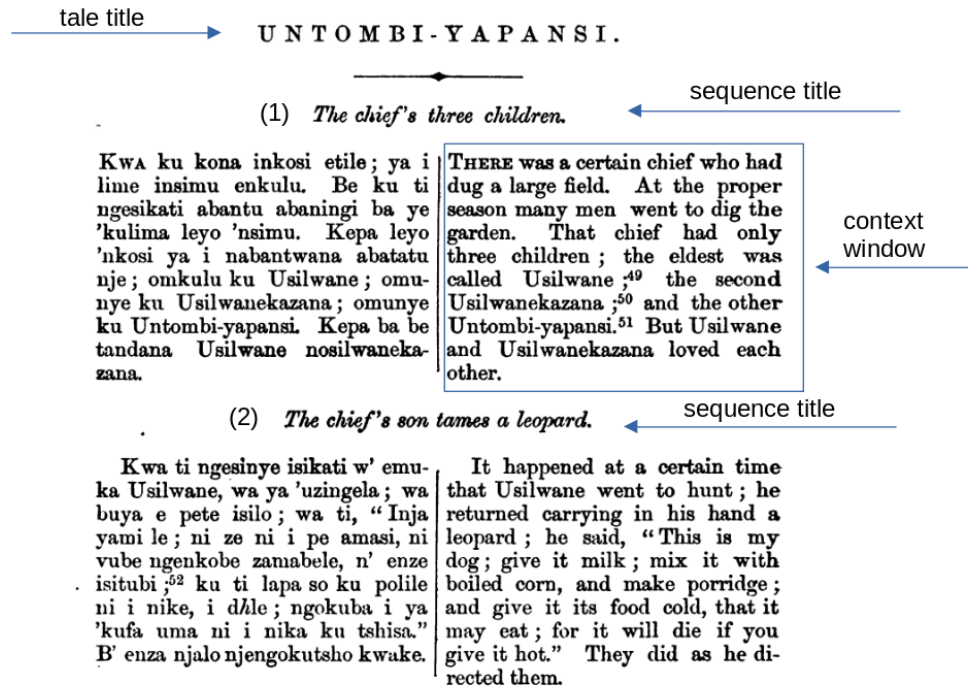 tale title
UNTOMBI-YAPANSI.
sequence title
(1) The chief's three children.
KWA ku kona inkosi etile; ya i
lime insimu enkulu. Be ku ti
ngesikati abantu abaningi ba ye
'kulima leyo 'nsimu. Kepa leyo
'nkosi ya i nabantwana abatatu
nje; omkulu ku Usilwane; omu-
nye ku Usilwanekazana; omunye
ku Untombi-yapansi. Kepa ba be
tandana Usilwane nosilwaneka-
zana.
THERE was a certain chief who had
dug a large field. At the proper
season many men went to dig the
garden. That chief had only
three children; the eldest was
called Usilwane;49 the second
Usilwanekazana;50 and the other
Untombi-yapansi.51 But Usilwane
and Usilwanekazana loved each
other.
context
window
(2) The chief's son tames a leopard.
sequence title
Kwa ti ngesinye isikati w' emu-
ka Usilwane, wa ya 'uzingela; wa
buya e pete isilo; wa ti, "Inja
yami le; ni ze ni i pe amasi, ni
vube ngenkobe zamabele, n' enze
isitubi;52 ku ti lapa so ku polile
ni i nike, i dhle; ngokuba i ya
'kufa uma ni i nika ku tshisa."
B' enza njalo njengokutsho kwake.
It happened at a certain time
that Usilwane went to hunt; he
returned carrying in his hand a
leopard; he said, "This is my
dog; give it milk; mix it with
boiled corn, and make porridge;
and give it its food cold, that it
may eat; for it will die if you
give it hot." They did as he di-
rected them.